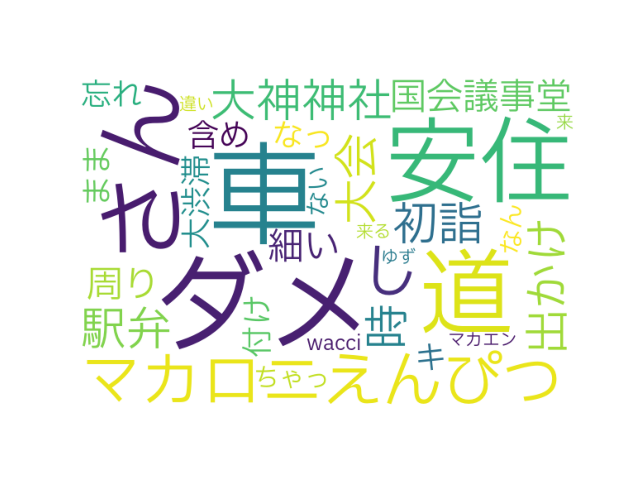 忘れ
違い
大神神社
国会議事堂
来
含め
なっ
大会
安住
さん
車
まま
大渋滞
ない
初詣
なん
来る
細い
ゆず
し
道
出かけ
周り
ダメ
駅弁
付け
時
wacci
キ
マカエン
マカロニえんぴつ
ちゃっ